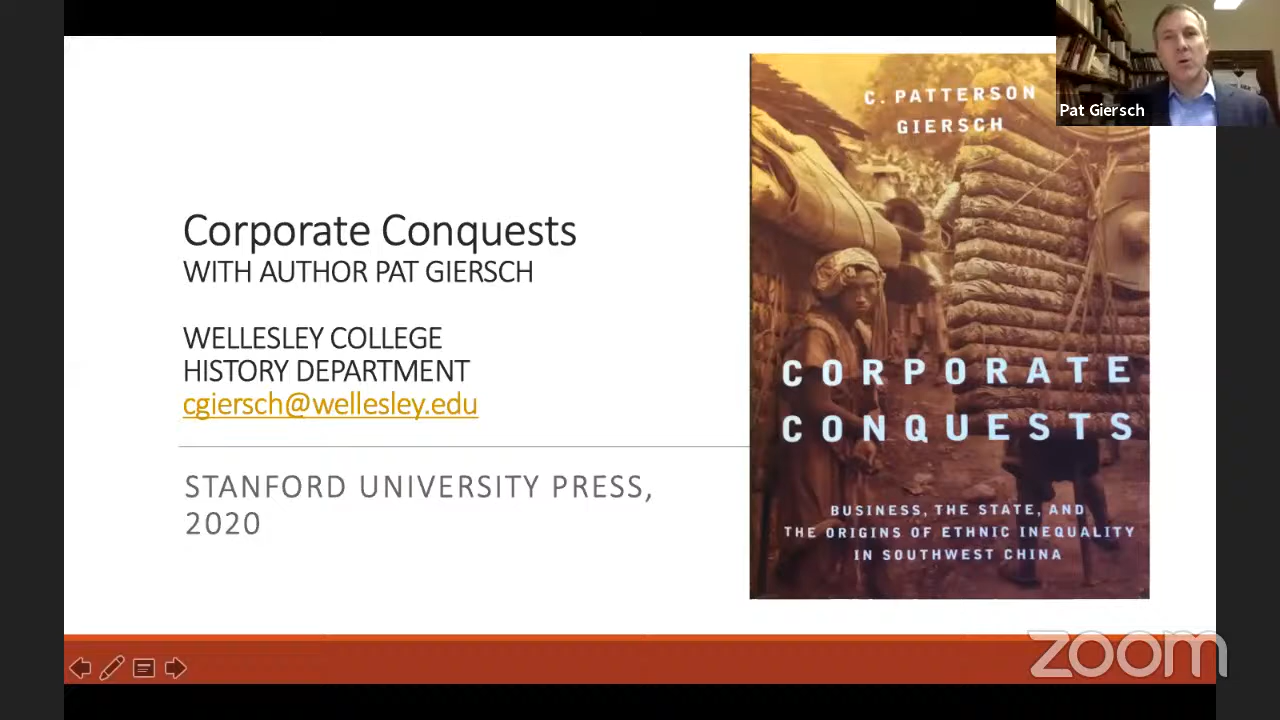 Corporate Conquests
WITH AUTHOR PAT GIERSCH
WELLESLEY COLLEGE
HISTORY DEPARTMENT
cgiersch@wellesley.edu
STANFORD UNIVERSITY PRESS,
2020
C. PATTERSON
GIERSCH
CORPORATE
CONQUESTS
BUSINESS, THE STATE, AND
THE ORIGINS OF ETHNIC INEQUALITY
IN SOUTHWEST CHINA
Pat Giersch
zoom